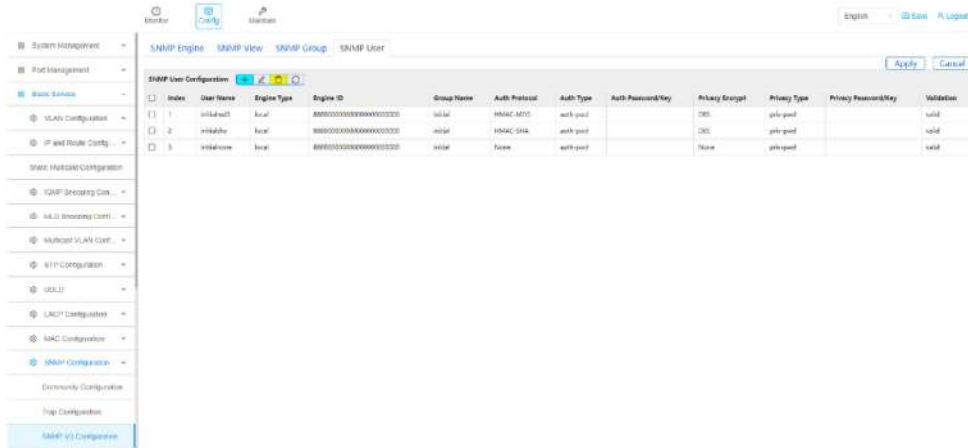 Monitor Config Maintain
English Save Logout
System Management
Port Management
Basic Service
VLAN Configuration
IP and Route Config...
Static Multicast Configuration
IGMP Snooping Con...
MLD Snooping Confi...
Multicast VLAN Conf...
STP Configuration
UDLD
LACP Configuration
MAC Configuration
SNMP Configuration
Community Configuration
Trap Configuration
SNMP V3 Configuration
SNMP Engine SNMP View SNMP Group SNMP User
Apply Cancel
SNMP User Configuration
Index User Name Engine Type Engine ID Group Name Auth Protocol Auth Type Auth Password/Key Privacy Encrypt Privacy Type Privacy Password/Key Validation
1 initialmd5 local initial HMAC-MD5 auth-pwd DES priv-pwd valid
2 initialsha local initial HMAC-SHA auth-pwd DES priv-pwd valid
3 initialnone local initial None auth-pwd None priv-pwd valid